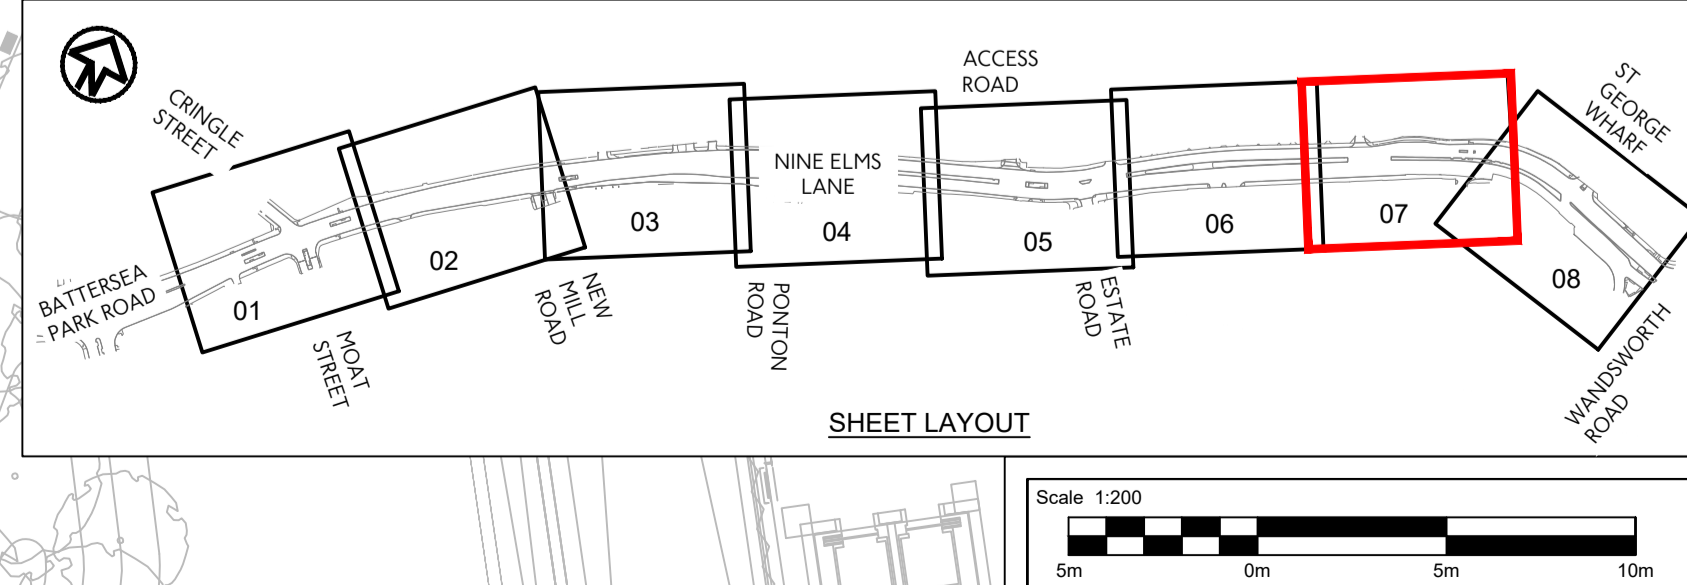 N
CRINGLE
STREET
ACCESS
ROAD
ST
GEORGE
WHARF
NINE ELMS
LANE
BATTERSEA
PARK ROAD
01
02
03
04
05
06
07
08
MOAT
STREET
NEW
MILL
ROAD
PONTON
ROAD
ESTATE
ROAD
WANDSWORTH
ROAD
SHEET LAYOUT
Scale 1:200
5m 0m 5m 10m